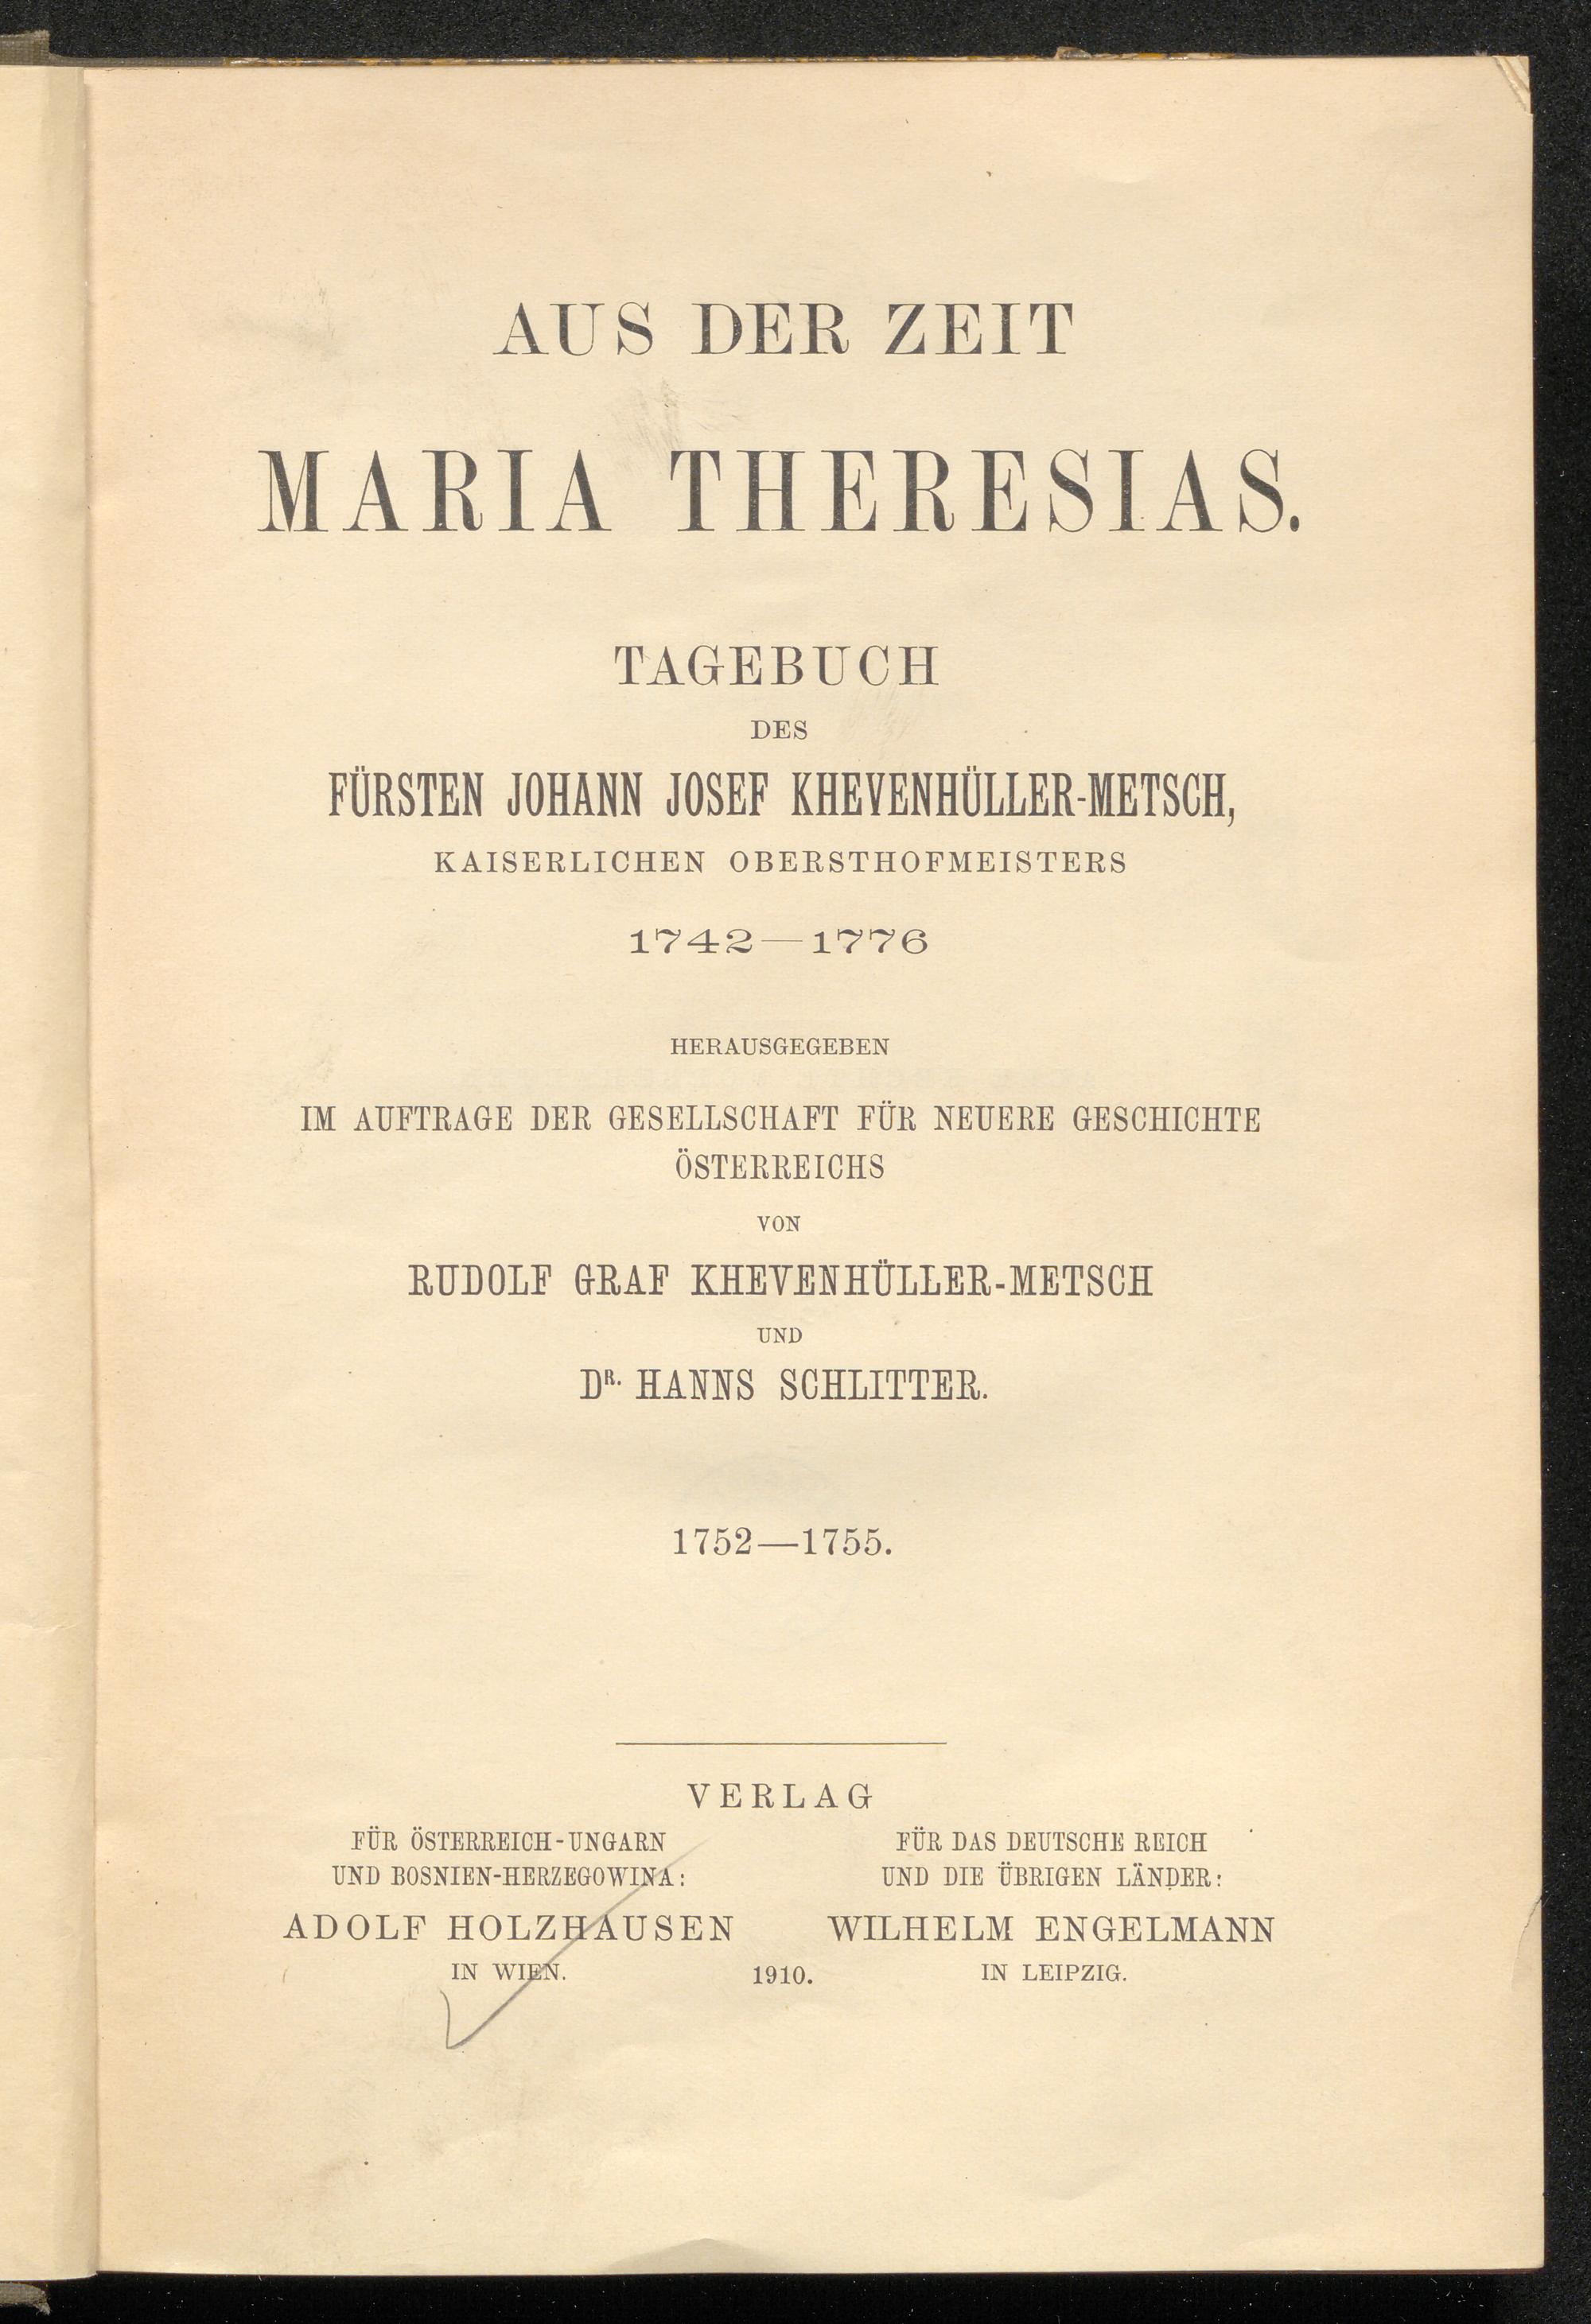 AUS DER ZEIT
MARIA THERESIAS.
TAGEBUCH
DES
FÜRSTEN JOHANN JOSEF KHEVENHÜLLER-METSCH,
KAISERLICHEN OBERSTHOFMEISTERS
1742—1776
HERAUSGEGEBEN
IM AUFTRAGE DER GESELLSCHAFT FÜR NEUERE GESCHICHTE
ÖSTERREICHS
VON
RUDOLF GRAF KHEVENHÜLLER-METSCH
UND
DR. HANNS SCHLITTER.
1752—1755.
VERLAG
FÜR ÖSTERREICH-UNGARN
UND BOSNIEN-HERZEGOWINA:
ADOLF HOLZHAUSEN
IN WIEN.
FÜR DAS DEUTSCHE REICH
UND DIE ÜBRIGEN LÄNDER:
WILHELM ENGELMANN
IN LEIPZIG.
1910.